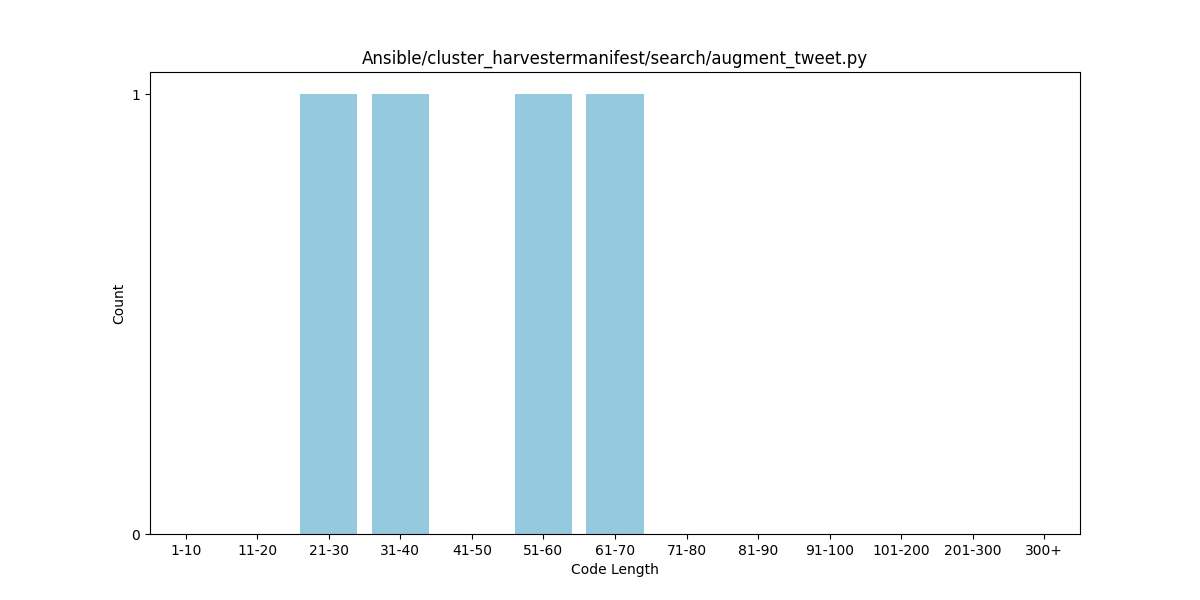 Ansible/cluster_harvestermanifest/search/augment_tweet.py
1
Count
0
1-10 11-20 21-30 31-40 41-50 51-60 61-70 71-80 81-90 91-100 101-200 201-300 300+
Code Length